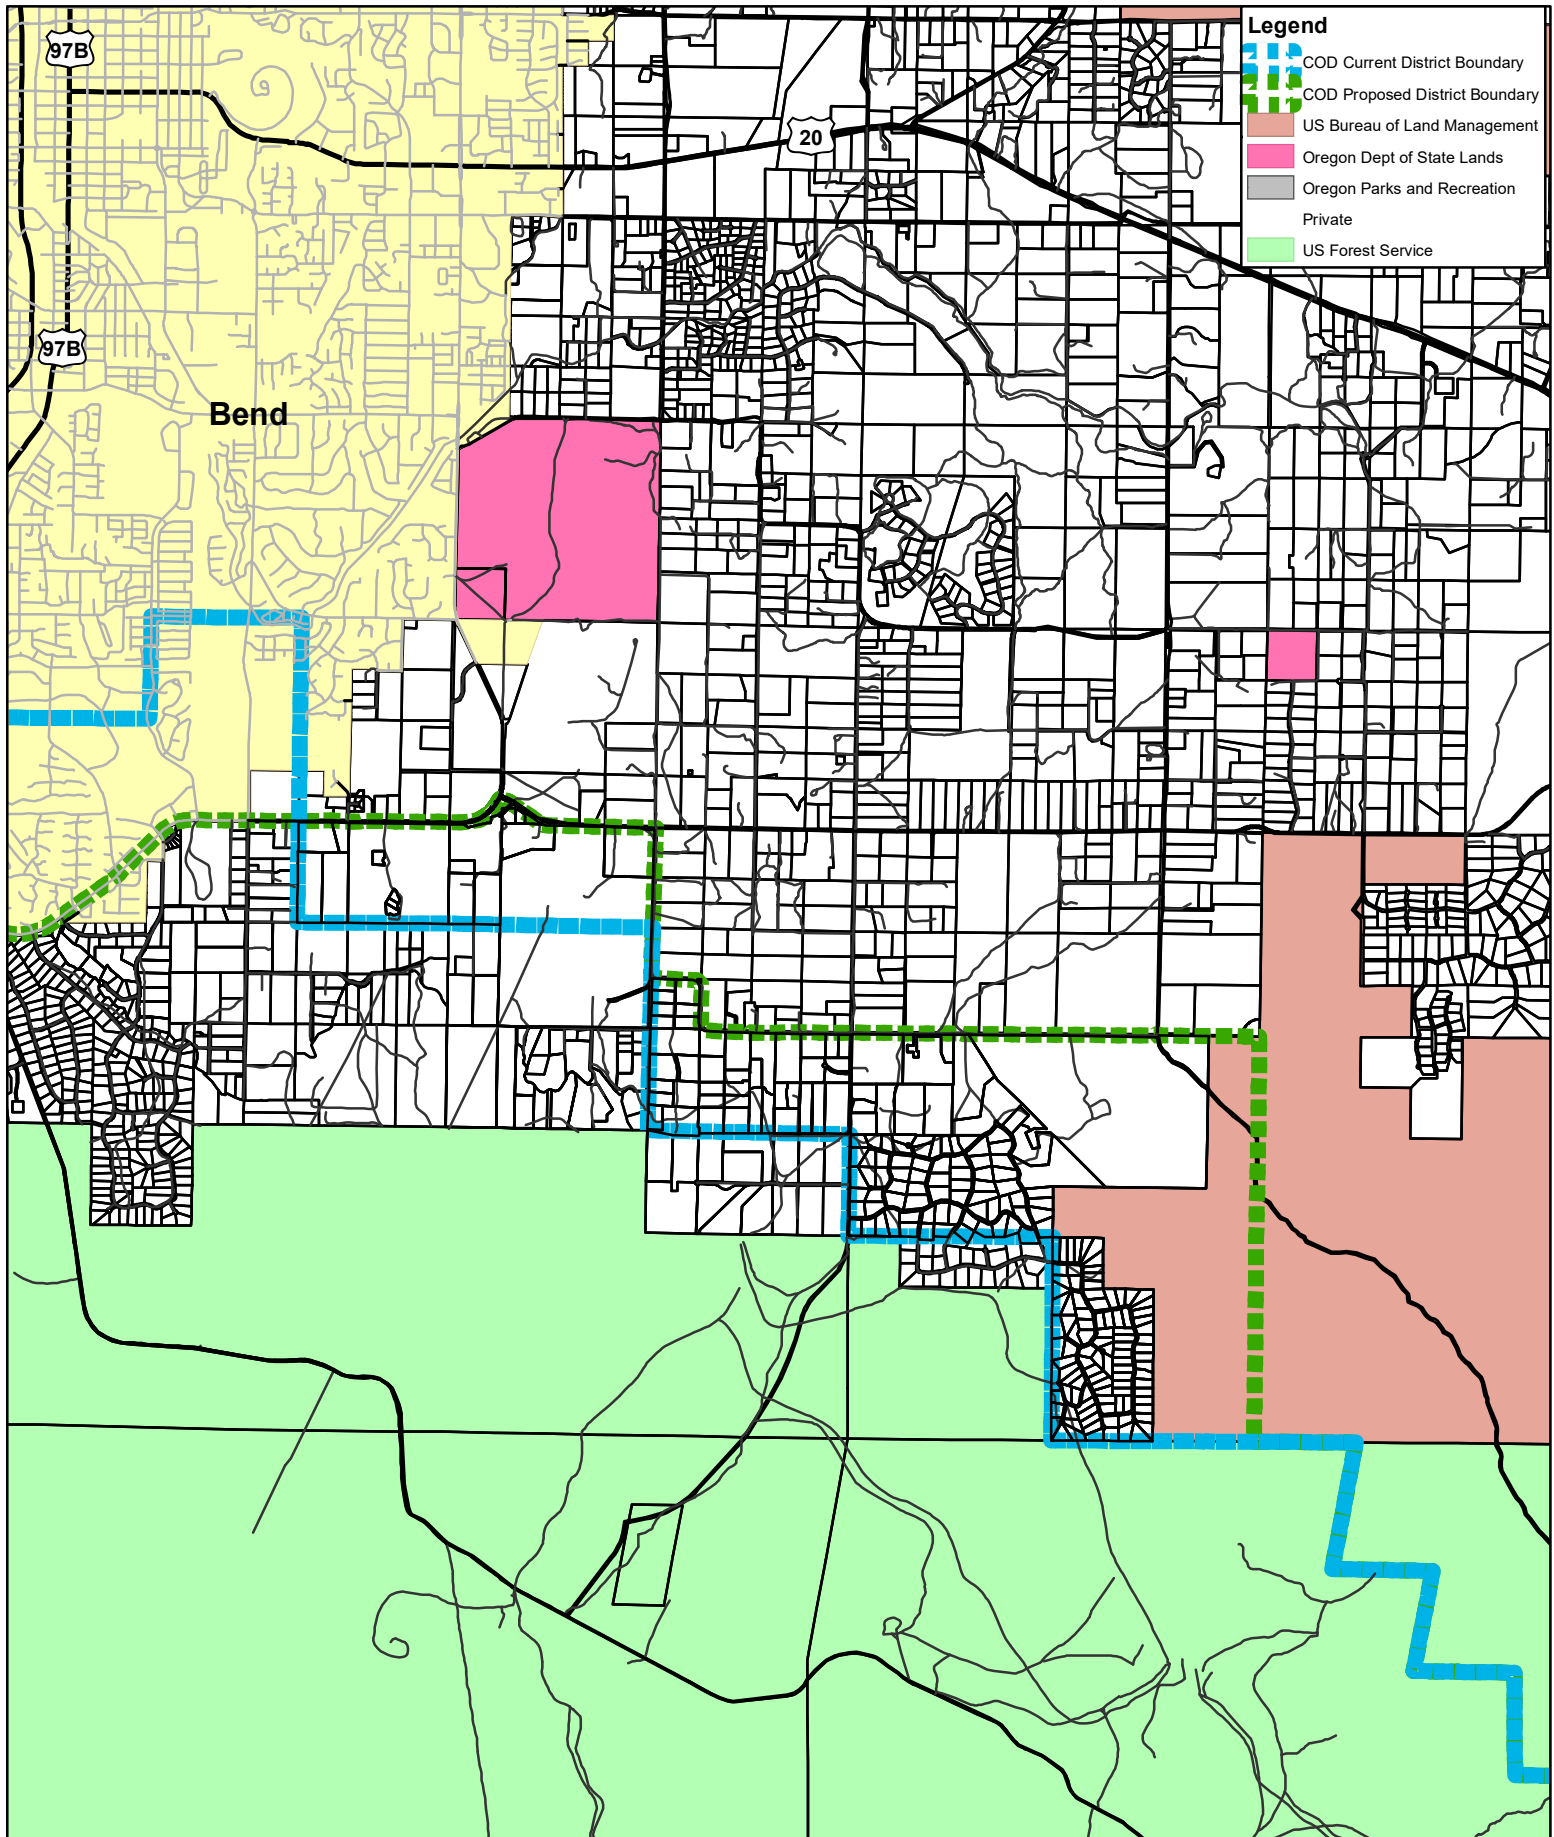 97B
Legend
COD Current District Boundary
COD Proposed District Boundary
US Bureau of Land Management
20
Oregon Dept of State Lands
Oregon Parks and Recreation
Private
US Forest Service
97B
Bend